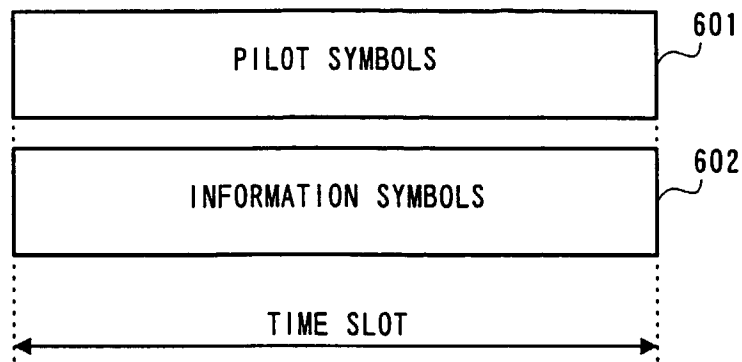 601
PILOT SYMBOLS
602
INFORMATION SYMBOLS
TIME SLOT